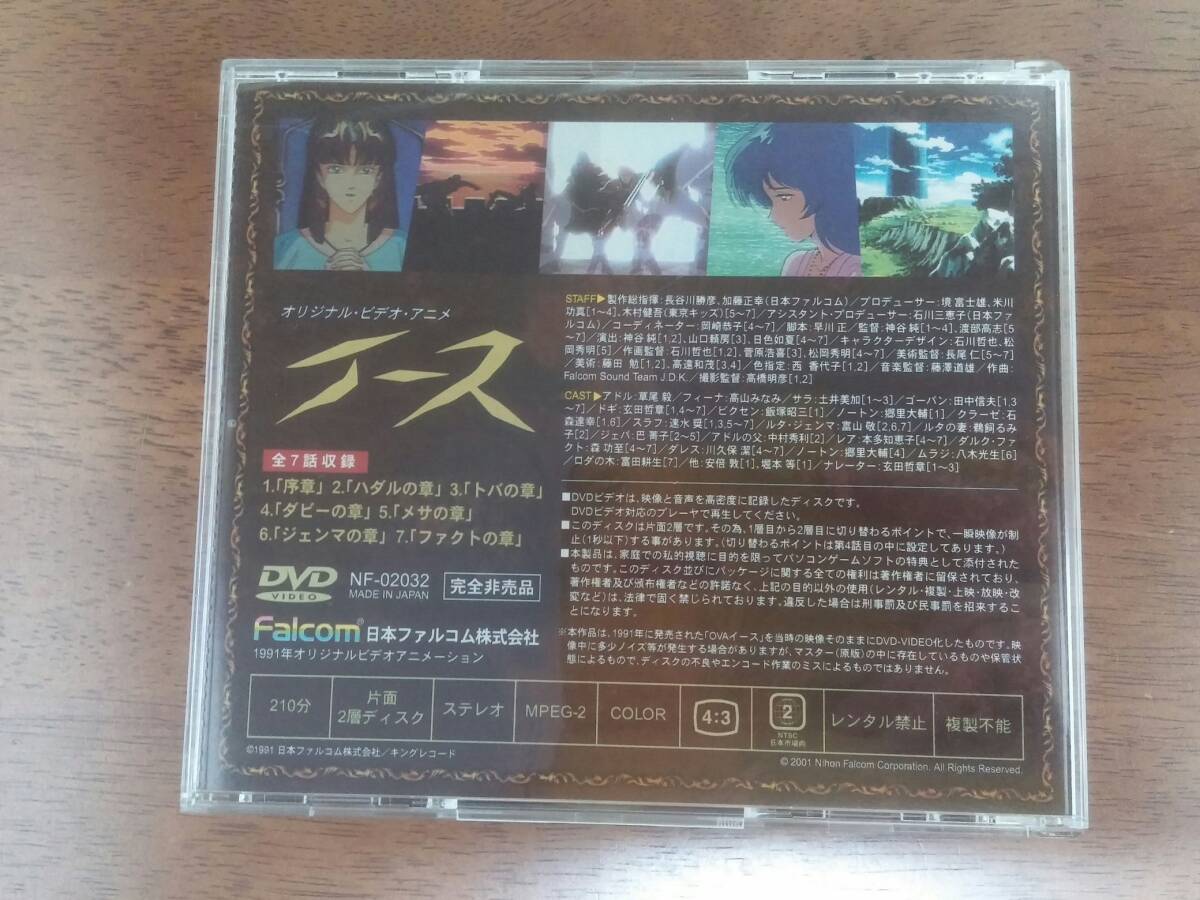 オリジナル・ビデオ・アニメ
イース
全7話収録
1.「序章」 2.「ハダルの章」 3.「トバの章」
4.「ダビーの章」 5.「メサの章」
6.「ジェンマの章」 7.「ファクトの章」
DVD VIDEO NF-02032 完全非売品
MADE IN JAPAN
Falcom® 日本ファルコム株式会社
1991年オリジナルビデオアニメーション
STAFF▶製作総指揮:長谷川勝彦、加藤正幸(日本ファルコム)/プロデューサー:境 富士雄、米川
功真[1~4]、木村健吾(東京キッズ)[5~7]/アシスタント・プロデューサー:石川三恵子(日本ファ
ルコム)/コーディネーター:岡崎恭子[4~7]/脚本:早川 正/監督:神谷 純[1~4]、渡部高志[5
~7]/演出:神谷 純[1,2]、山口頼房[3]、日色如夏[4~7]/キャラクターデザイン:石川哲也、松
岡秀明[5]/作画監督:石川哲也[1,2]、菅原浩喜[3]、松岡秀明[4~7]/美術監督:長尾 仁[5~7]
/美術:藤田 勉[1,2]、高遠和茂[3,4]/色指定:西 香代子[1,2]/音楽監督:藤澤道雄/作曲:
Falcom Sound Team J.D.K./撮影監督:高橋明彦[1,2]
CAST▶アドル:草尾 毅/フィーナ:高山みなみ/サラ:土井美加[1~3]/ゴーバン:田中信夫[1,3
~7]/ドギ:玄田哲章[1,4~7]/ピクセン:飯塚昭三[1]/ノートン:郷里大輔[1]/クラーゼ:石
森達幸[1,6]/スラフ:速水 奨[1,3,5~7]/ルタ・ジェンマ:富山 敬[2,6,7]/ルタの妻:鵜飼るみ
子[2]/ジェバ:巴 菁子[2~5]/アドルの父:中村秀利[2]/レア:本多知恵子[4~7]/ダルク・ファ
クト:森 功至[4~7]/ダレス:川久保 潔[4~7]/ノートン:郷里大輔[4]/ムラジ:八木光生[6]
/ロダの木:富田耕生[7]/他:安倍 敦[1]、堀本 等[1]/ナレーター:玄田哲章[1~3]
■DVDビデオは、映像と音声を高密度に記録したディスクです。
DVDビデオ対応のプレーヤで再生してください。
■このディスクは片面2層です。その為、1層目から2層目に切り替わるポイントで、一瞬映像が制
止(1秒以下)する事があります。(切り替わるポイントは第4話目の中に設定してあります。)
■本製品は、家庭での私的視聴に目的を限ってパソコンゲームソフトの特典として添付された
ものです。このディスク並びにパッケージに関する全ての権利は著作権者に留保されており、
著作権者及び頒布権者などの許諾なく、上記の目的以外の使用(レンタル・複製・上映・放映・改
変など)は、法律で固く禁じられております。違反した場合は刑事罰及び民事罰を招来するこ
とになります。
※本作品は、1991年に発売された「OVAイース」を当時の映像そのままにDVD-VIDEO化したものです。映
像中に多少ノイズ等が発生する場合がありますが、マスター(原版)の中に存在しているものや保管状
態によるもので、ディスクの不良やエンコード作業のミスによるものではありません。
210分 片面 2層ディスク ステレオ MPEG-2 COLOR 4:3 2 NTSC 日本市場向 レンタル禁止 複製不能
©1991 日本ファルコム株式会社/キングレコード
© 2001 Nihon Falcom Corporation. All Rights Reserved.